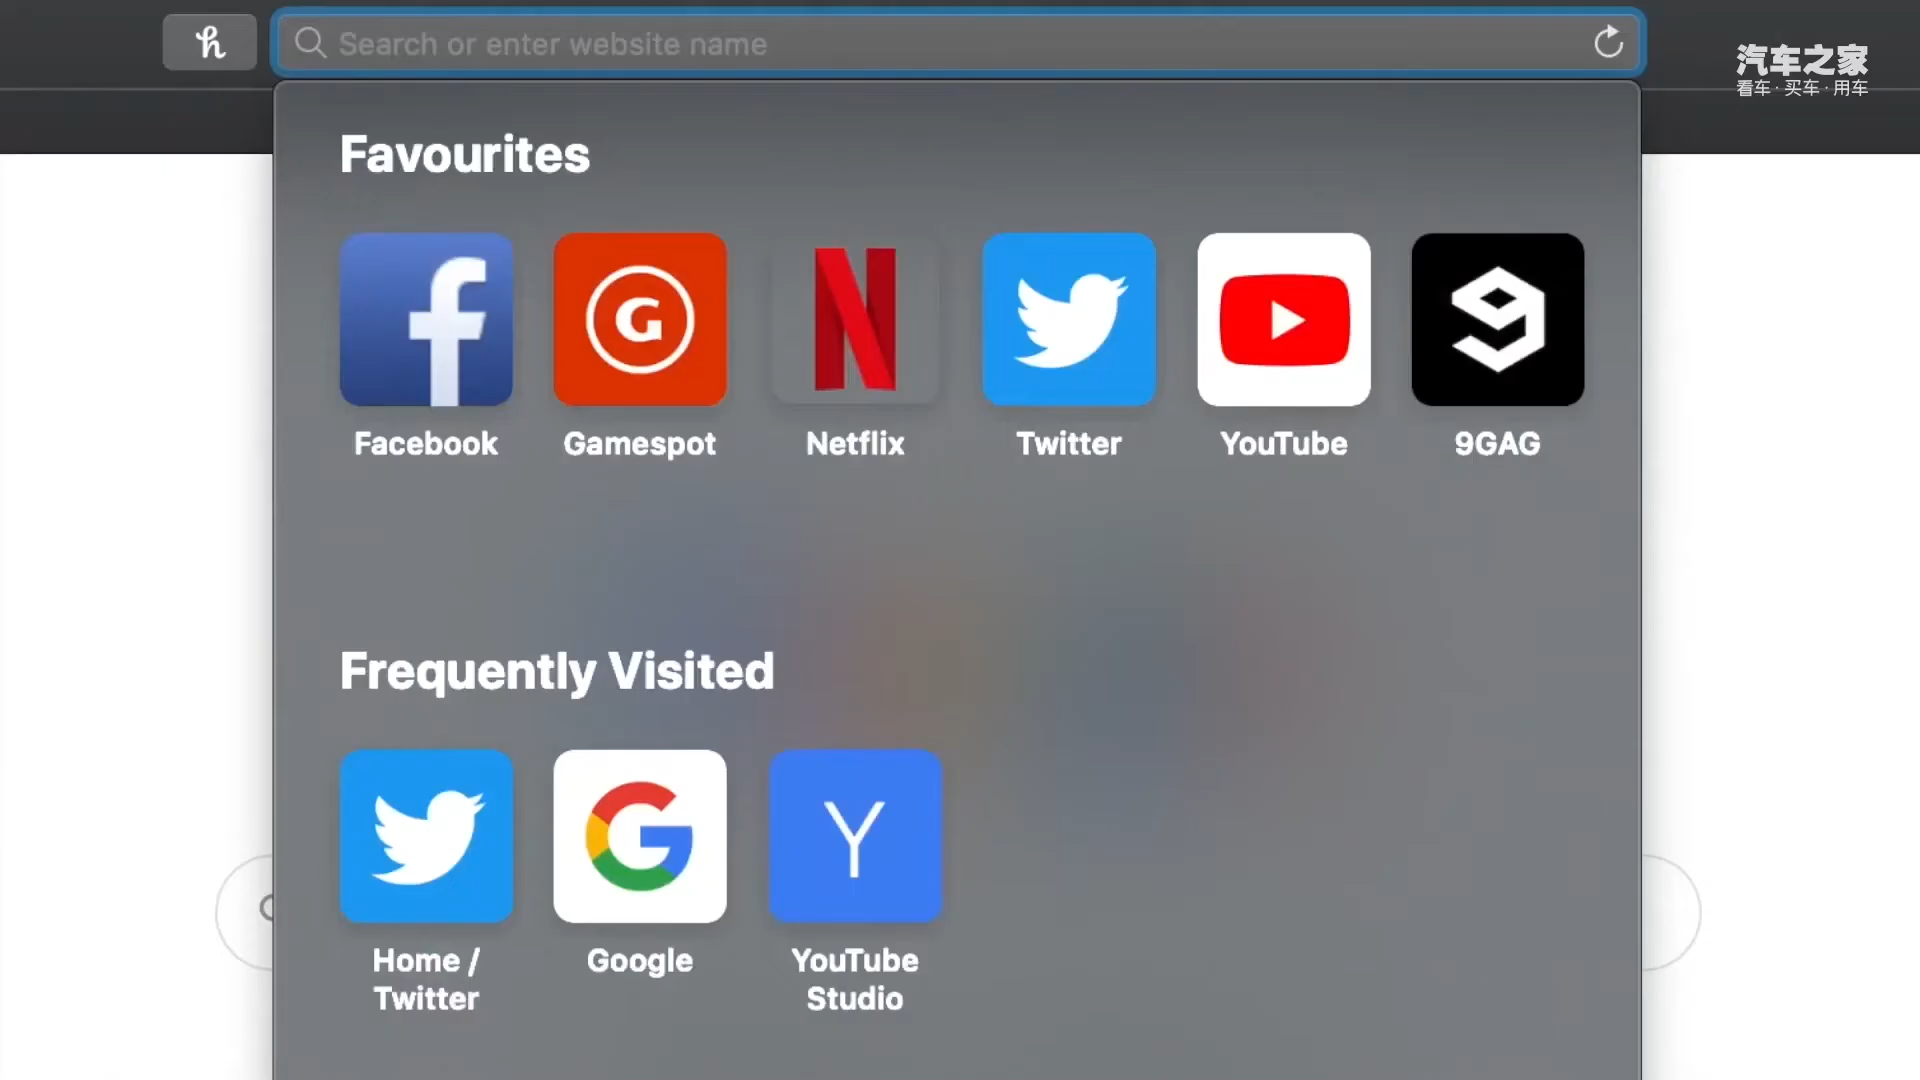 Search or enter website name
汽车之家
看车·买车·用车
Favourites
Facebook
Gamespot
Netflix
Twitter
YouTube
9GAG
Frequently Visited
Home /
Twitter
Google
YouTube
Studio